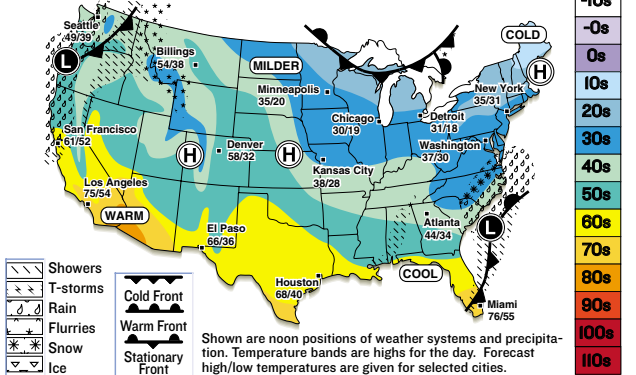 -10s
-0s
0s
10s
20s
30s
40s
50s
60s
70s
80s
90s
100s
110s
Seattle
49/39
L
Billings
54/38
MILDER
COLD
H
Minneapolis
35/20
New York
35/31
Chicago
30/19
Detroit
31/18
Washington
37/30
San Francisco
61/52
H
Denver
58/32
H
Kansas City
38/28
Los Angeles
75/54
WARM
El Paso
66/36
Atlanta
44/34
L
COOL
Houston
68/40
Miami
76/55
Showers
T-storms
Rain
Flurries
Snow
Ice
Cold Front
Warm Front
Stationary
Front
Shown are noon positions of weather systems and precipita-
tion. Temperature bands are highs for the day. Forecast
high/low temperatures are given for selected cities.